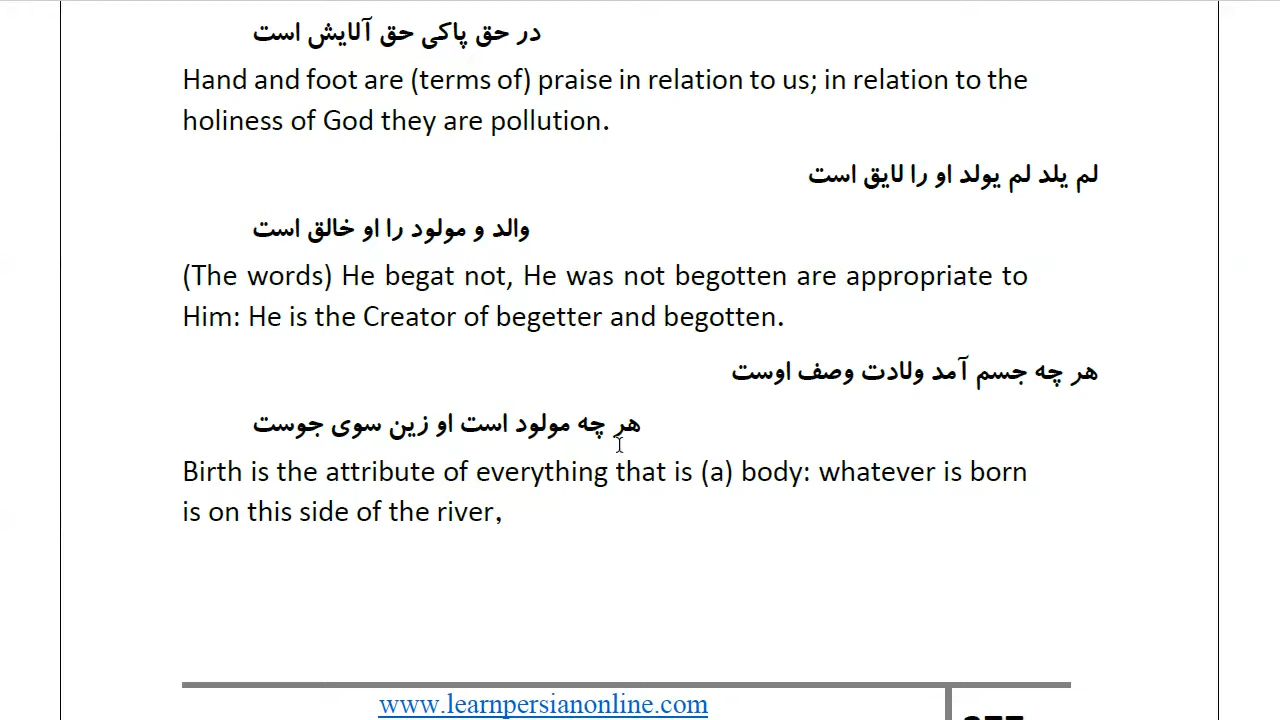 در حق پاکی حق آلایش است
Hand and foot are (terms of) praise in relation to us; in relation to the
holiness of God they are pollution.
لم یلد لم یولد او را لایق است
والد و مولود را او خالق است
(The words) He begat not, He was not begotten are appropriate to
Him: He is the Creator of begetter and begotten.
هر چه جسم آمد ولادت وصف اوست
هر چه مولود است او زین سوی جوست
Birth is the attribute of everything that is (a) body: whatever is born
is on this side of the river,
www.learnpersianonline.com